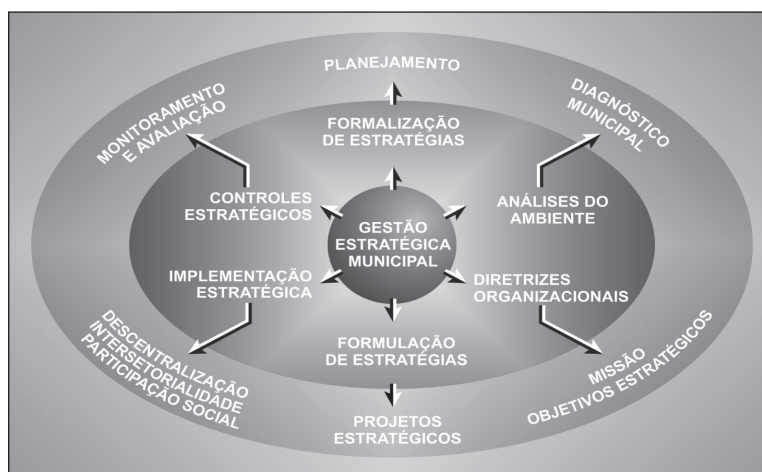 PLANEJAMENTO
MONITORAMENTO
E AVALIAÇÃO
DIAGNÓSTICO
MUNICIPAL
FORMALIZAÇÃO
DE ESTRATÉGIAS
CONTROLES
ESTRATÉGICOS
ANÁLISES DO
AMBIENTE
GESTÃO
ESTRATÉGICA
MUNICIPAL
IMPLEMENTAÇÃO
ESTRATÉGICA
DIRETRIZES
ORGANIZACIONAIS
FORMULAÇÃO
DE ESTRATÉGIAS
DESCENTRALIZAÇÃO
INTERSETORIALIDADE
PARTICIPAÇÃO SOCIAL
MISSÃO
OBJETIVOS ESTRATÉGICOS
PROJETOS
ESTRATÉGICOS